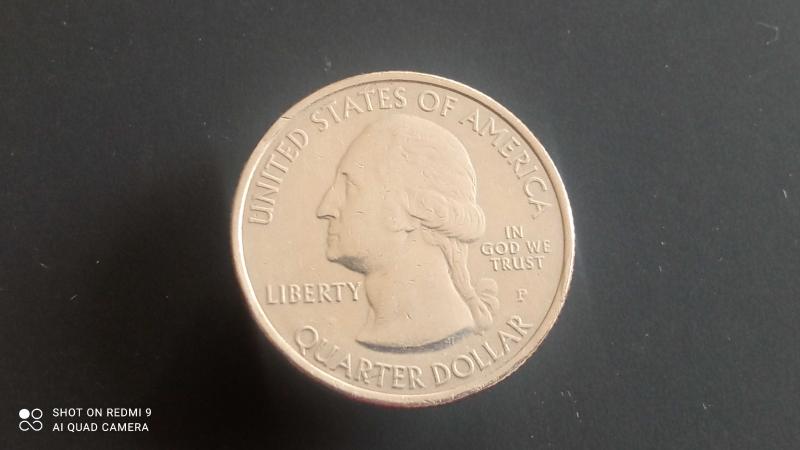 UNITED STATES OF AMERICA
IN
GOD WE
TRUST
LIBERTY
P
QUARTER DOLLAR
SHOT ON REDMI 9
AI QUAD CAMERA